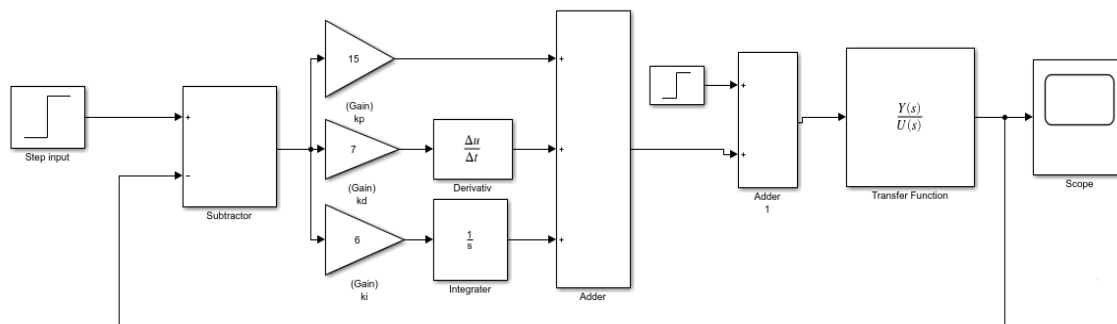 15
(Gain)
kp
+
+
Step input
−
Subtractor
7
(Gain)
kd
Δu
Δt
Derivativ
6
(Gain)
ki
1
s
Integrater
+
+
+
Adder
+
+
Adder
1
Y(s)
U(s)
Transfer Function
Scope